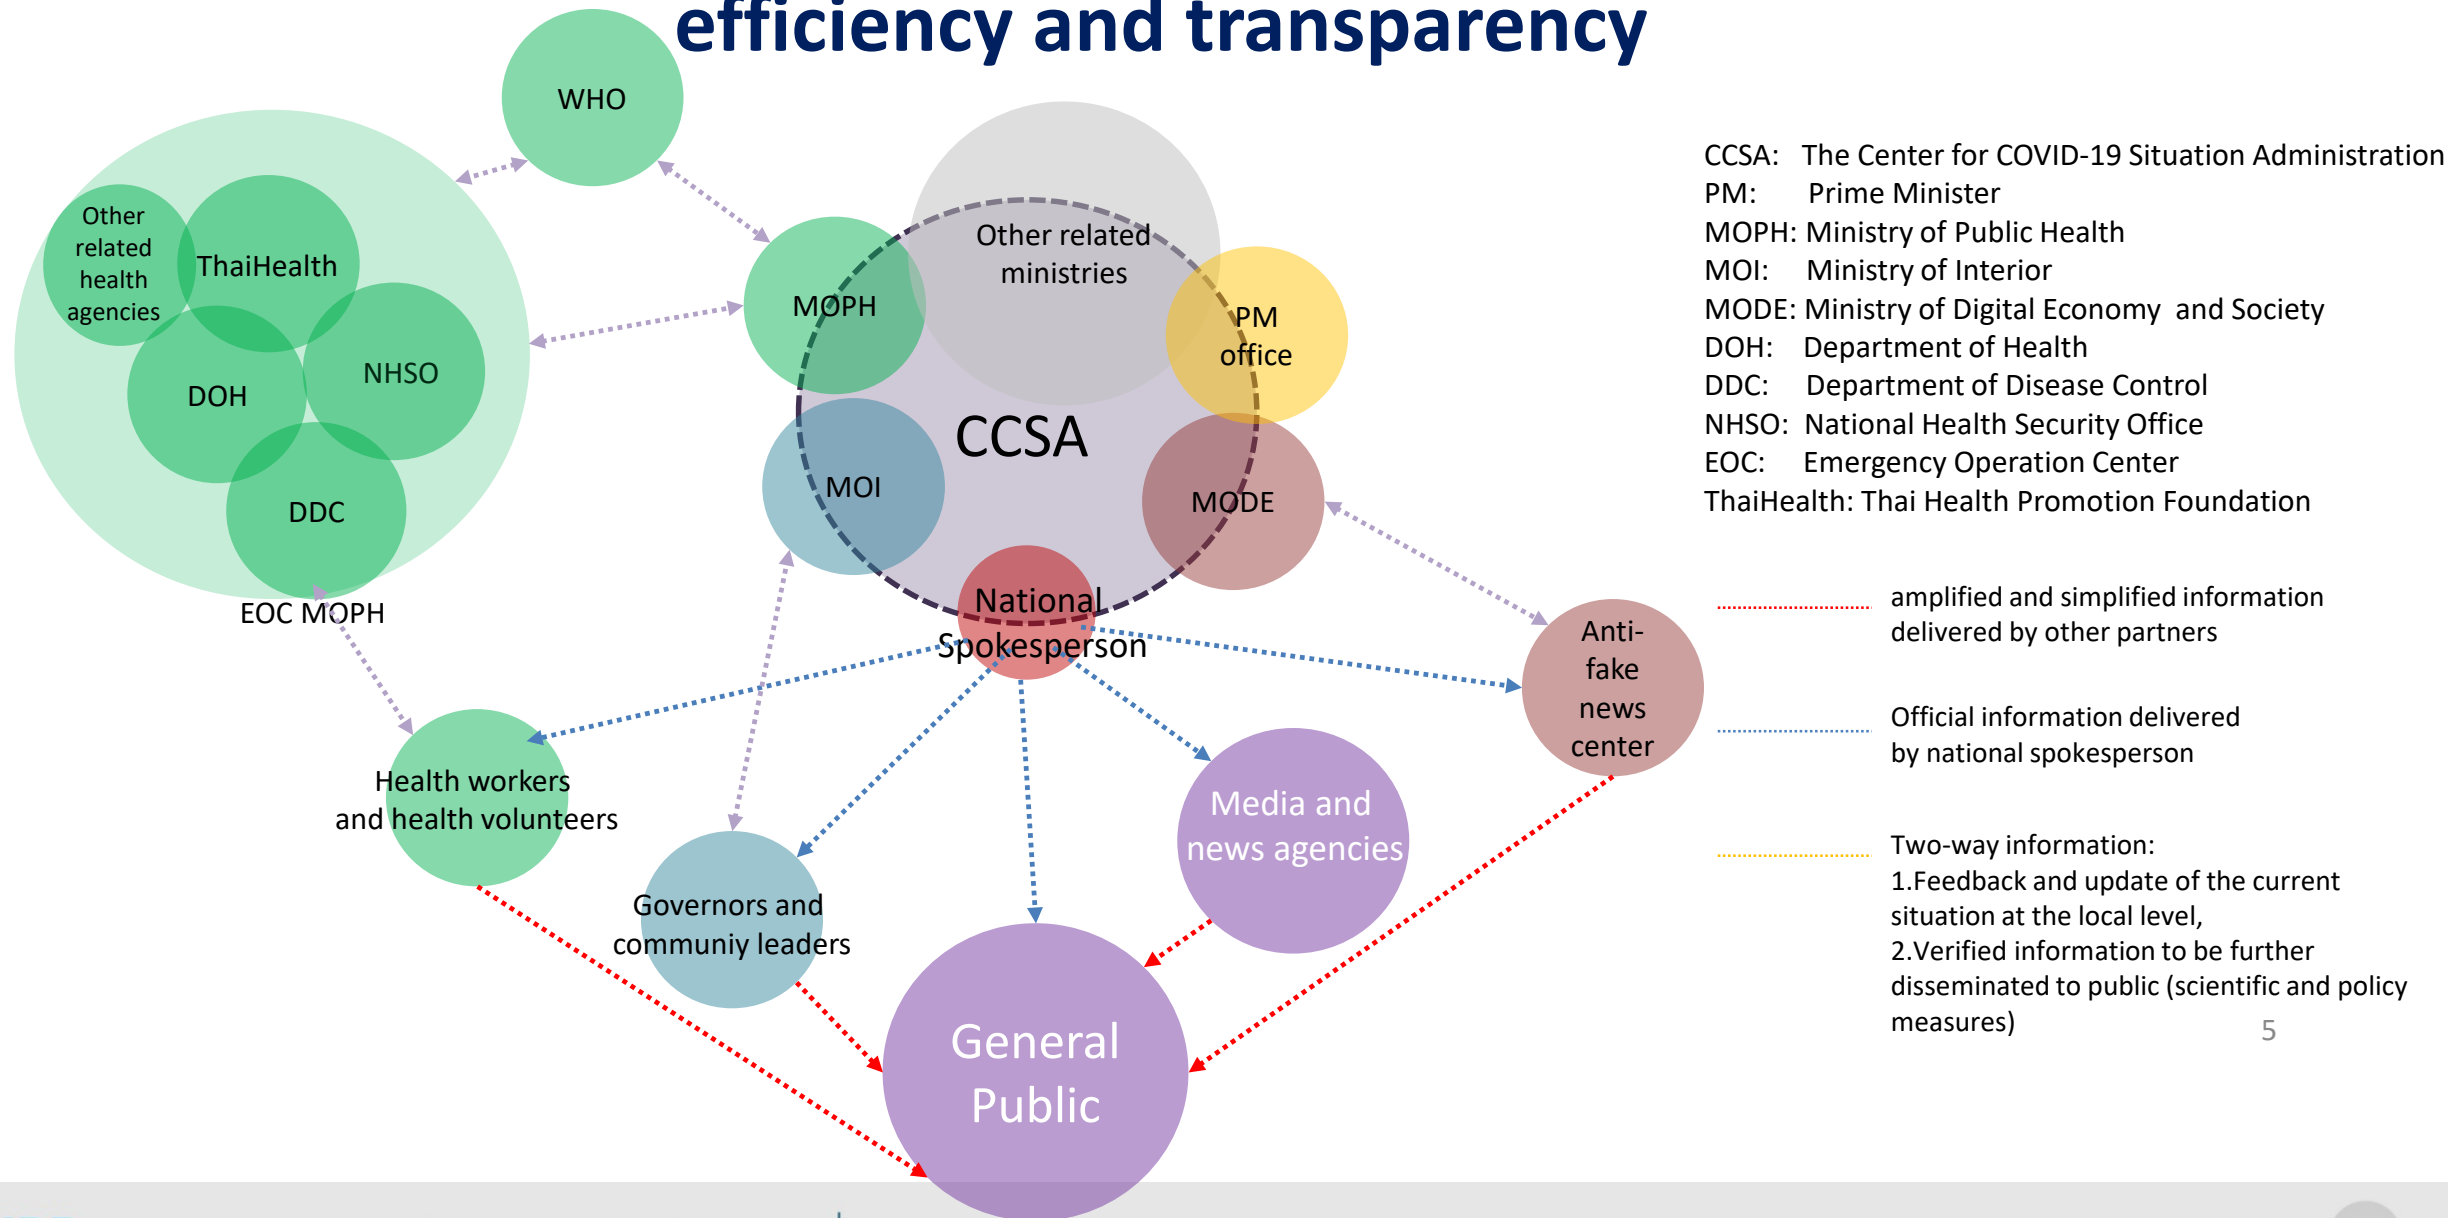 efficiency and transparency
WHO
Other
related
health
agencies
ThaiHealth
NHSO
DOH
DDC
EOC MOPH
MOPH
Other related
ministries
PM
office
CCSA
MOI
MODE
National
Spokesperson
Anti-
fake
news
center
Health workers
and health volunteers
Governors and
communiy leaders
Media and
news agencies
General
Public
CCSA: The Center for COVID-19 Situation Administration
PM: Prime Minister
MOPH: Ministry of Public Health
MOI: Ministry of Interior
MODE: Ministry of Digital Economy and Society
DOH: Department of Health
DDC: Department of Disease Control
NHSO: National Health Security Office
EOC: Emergency Operation Center
ThaiHealth: Thai Health Promotion Foundation
amplified and simplified information
delivered by other partners
Official information delivered
by national spokesperson
Two-way information:
1.Feedback and update of the current
situation at the local level,
2.Verified information to be further
disseminated to public (scientific and policy
measures)
5